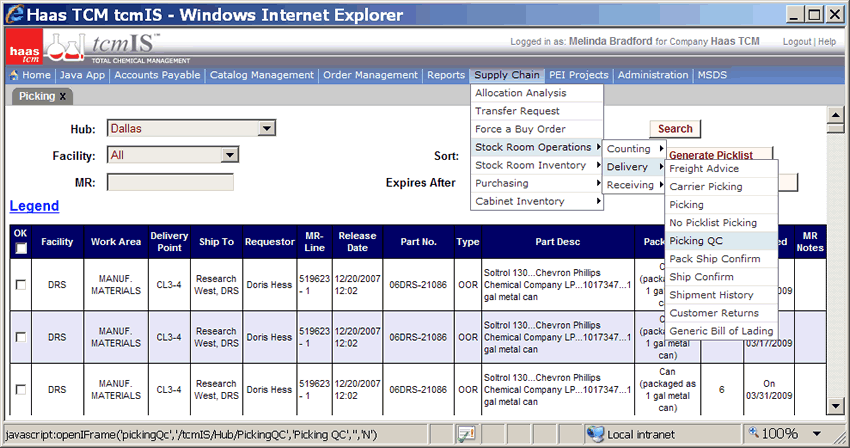 Haas TCM tcmIS - Windows Internet Explorer
haas tcm
tcmIS
TOTAL CHEMICAL MANAGEMENT
Logged in as: Melinda Bradford for Company Haas TCM
Logout | Help
Home | Java App | Accounts Payable | Catalog Management | Order Management | Reports | Supply Chain | PEI Projects | Administration | MSDS
Picking X
Hub: Dallas
Facility: All
MR:
Sort:
Expires After
Search
Generate Picklist
Legend
Allocation Analysis
Transfer Request
Force a Buy Order
Stock Room Operations
Stock Room Inventory
Purchasing
Cabinet Inventory
Counting
Delivery
Receiving
Freight Advice
Carrier Picking
Picking
No Picklist Picking
Picking QC
Pack Ship Confirm
Ship Confirm
Shipment History
Customer Returns
Generic Bill of Lading
OK Facility Work Area Delivery Point Ship To Requestor MR-Line Release Date Part No. Type Part Desc Pack MR Notes
DRS MANUF. MATERIALS CL3-4 Research West, DRS Doris Hess 519623 - 1 12/20/2007 12:02 06DRS-21086 OOR Soltrol 130...Chevron Phillips Chemical Company LP...1017347...1 gal metal can (packaged 1 gal metal can) 2009
DRS MANUF. MATERIALS CL3-4 Research West, DRS Doris Hess 519623 - 1 12/20/2007 12:02 06DRS-21086 OOR Soltrol 130...Chevron Phillips Chemical Company LP...1017347...1 gal metal can (packaged 1 gal metal can) 03/17/2009
DRS MANUF. MATERIALS CL3-4 Research West, DRS Doris Hess 519623 - 1 12/20/2007 12:02 06DRS-21086 OOR Soltrol 130...Chevron Phillips Chemical Company LP...1017347...1 gal metal can Can (packaged as 1 gal metal can) 6 On 03/31/2009
javascript:openIFrame('pickingQc','/tcmIS/Hub/PickingQC','Picking QC','','N')
Local intranet
100%